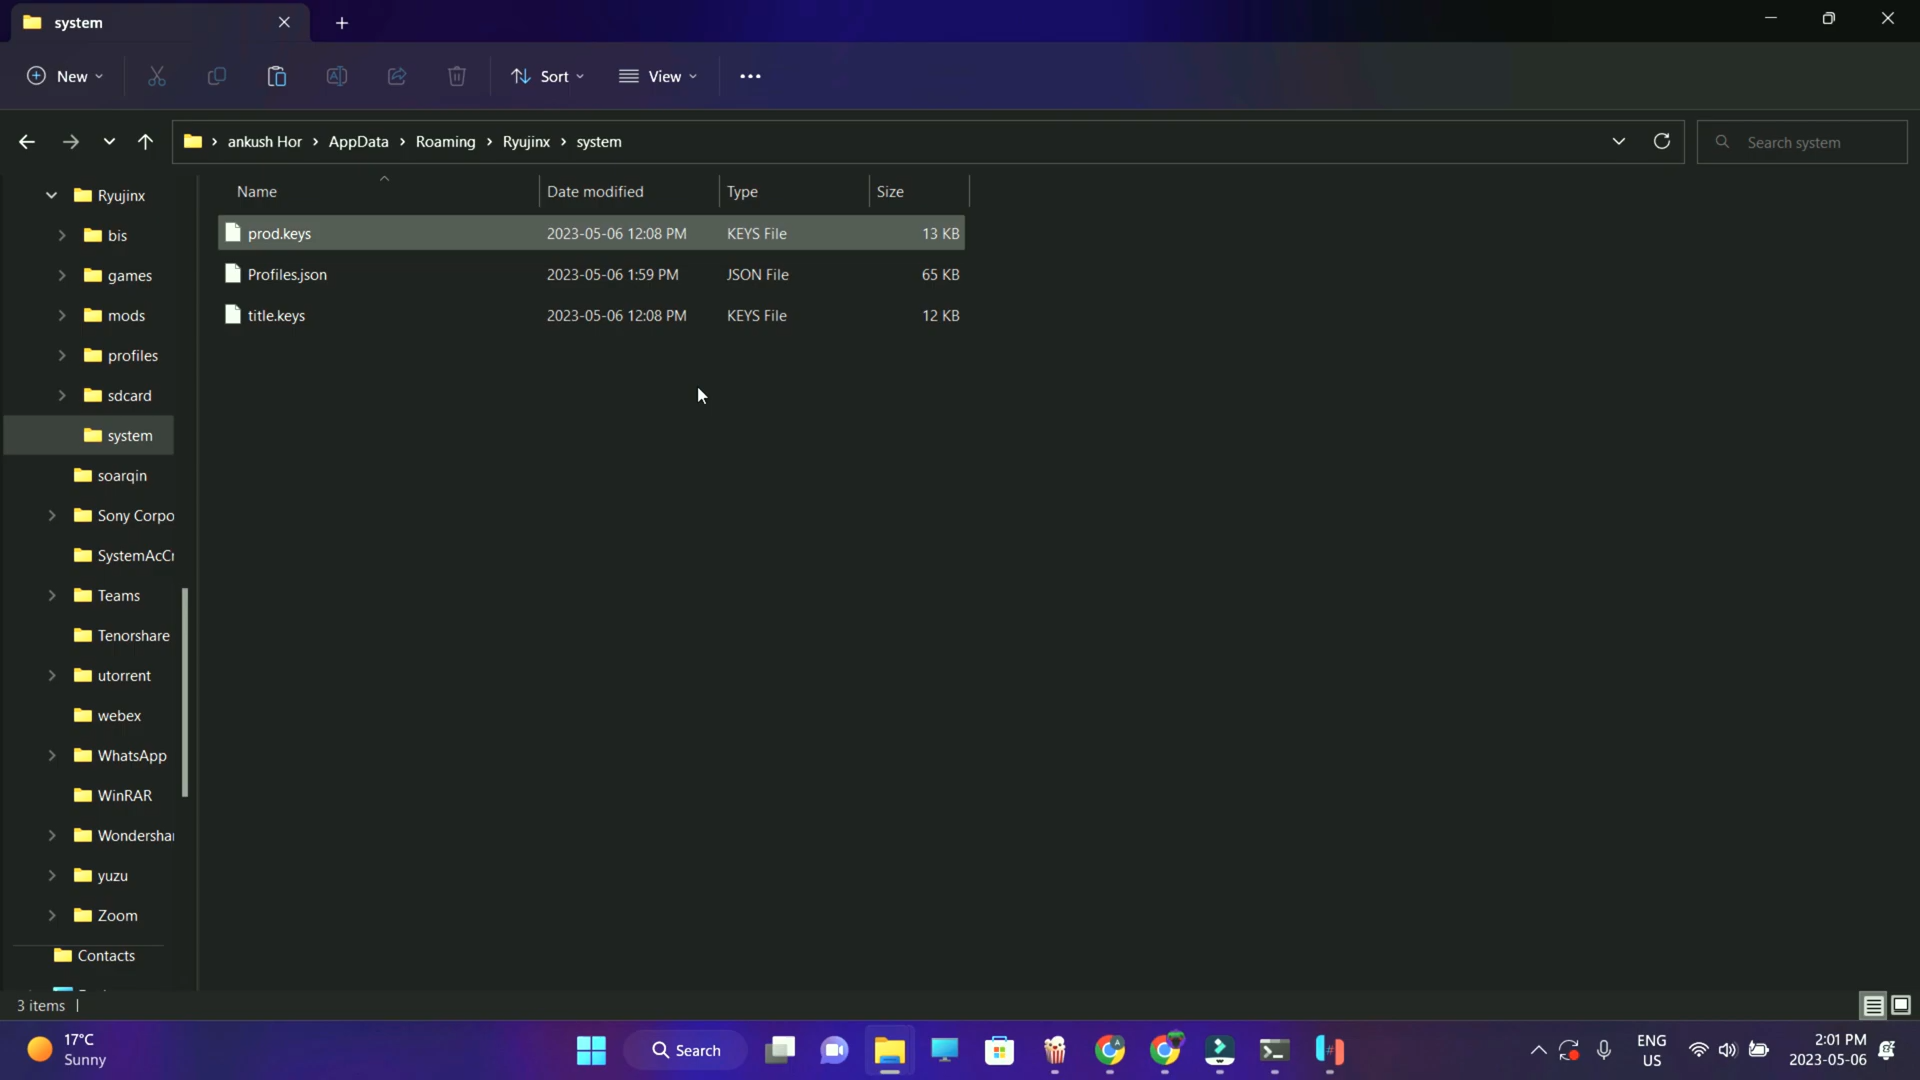 system
New
Sort
View
ankush Hor > AppData > Roaming > Ryujinx > system
Search system
Name Date modified Type Size
prod.keys 2023-05-06 12:08 PM KEYS File 13 KB
Profiles.json 2023-05-06 1:59 PM JSON File 65 KB
title.keys 2023-05-06 12:08 PM KEYS File 12 KB
Ryujinx
bis
games
mods
profiles
sdcard
system
soarqin
Sony Corpo
SystemAcCr
Teams
Tenorshare
utorrent
webex
WhatsApp
WinRAR
Wondershar
yuzu
Zoom
Contacts
3 items
17°C
Sunny
Search
ENG
US
2:01 PM
2023-05-06